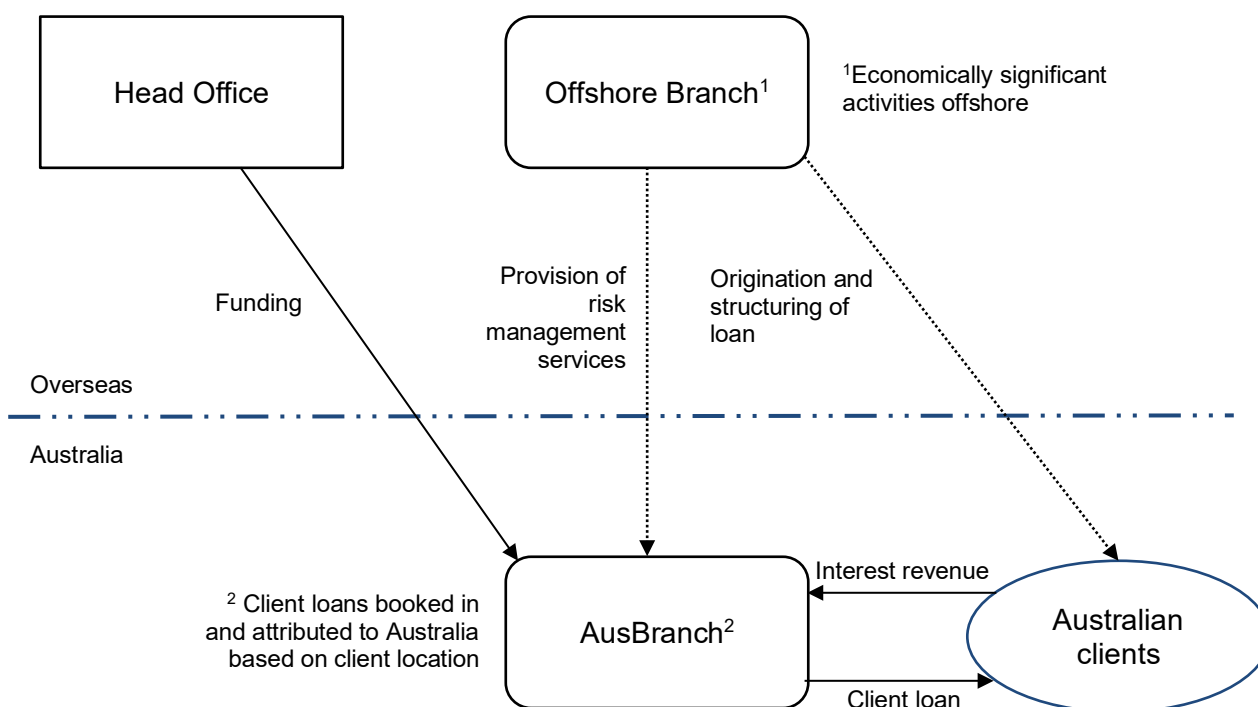 Head Office
Offshore Branch¹
¹Economically significant
activities offshore
Funding
Provision of
risk
management
services
Origination and
structuring of
loan
Overseas
Australia
² Client loans booked in
and attributed to Australia
based on client location
AusBranch²
Interest revenue
Client loan
Australian
clients